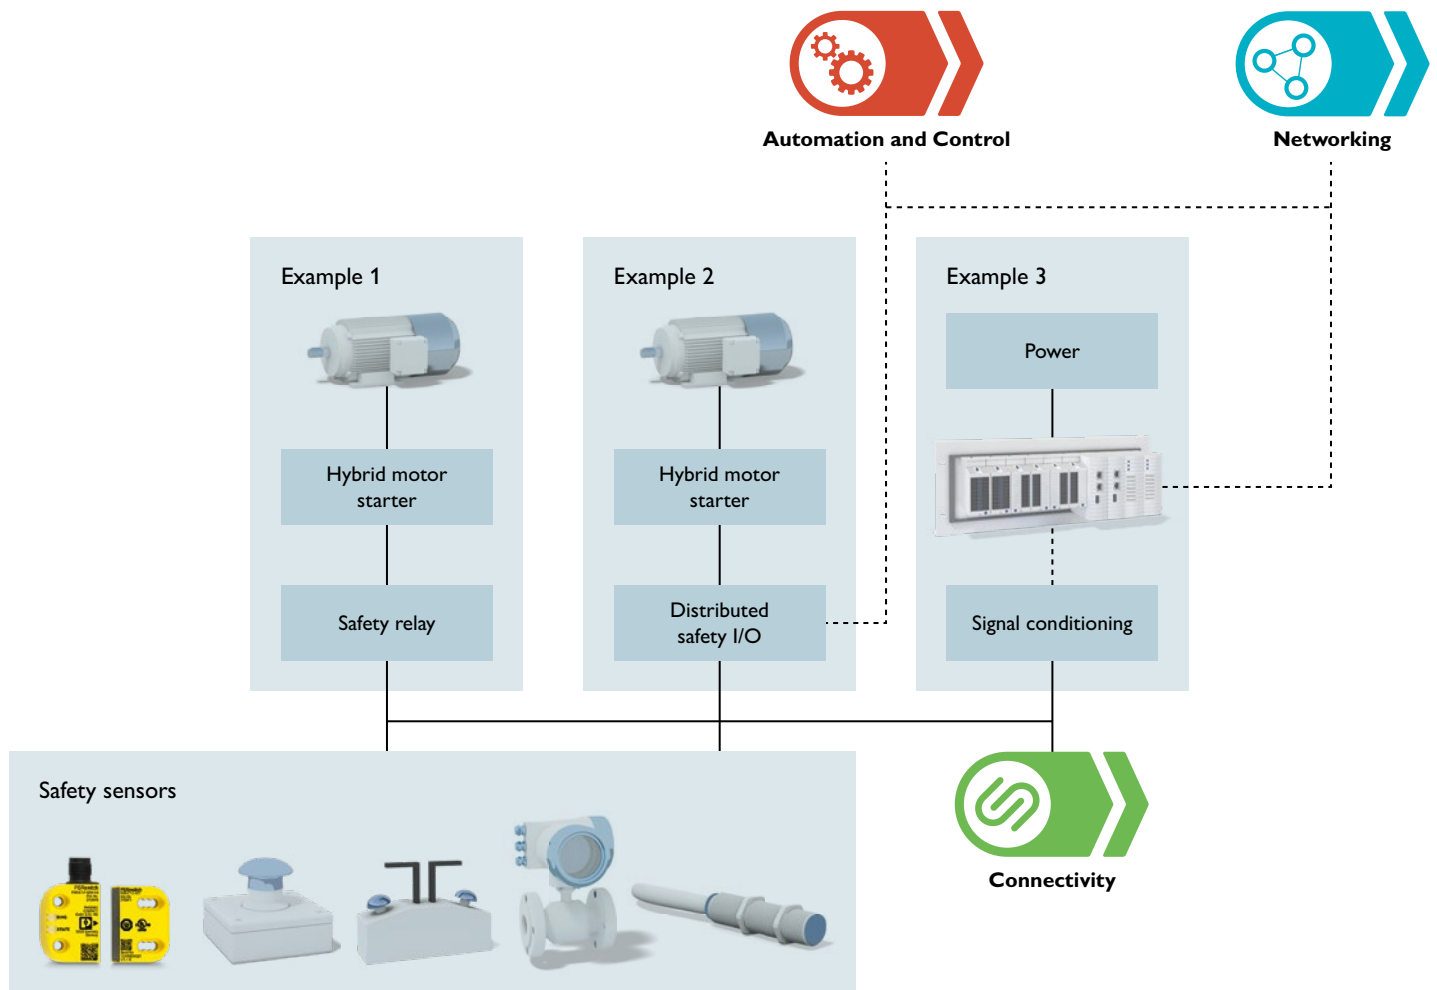 Automation and Control
Networking
Example 1
Hybrid motor
starter
Safety relay
Example 2
Hybrid motor
starter
Distributed
safety I/O
Example 3
Power
Signal conditioning
Safety sensors
Connectivity